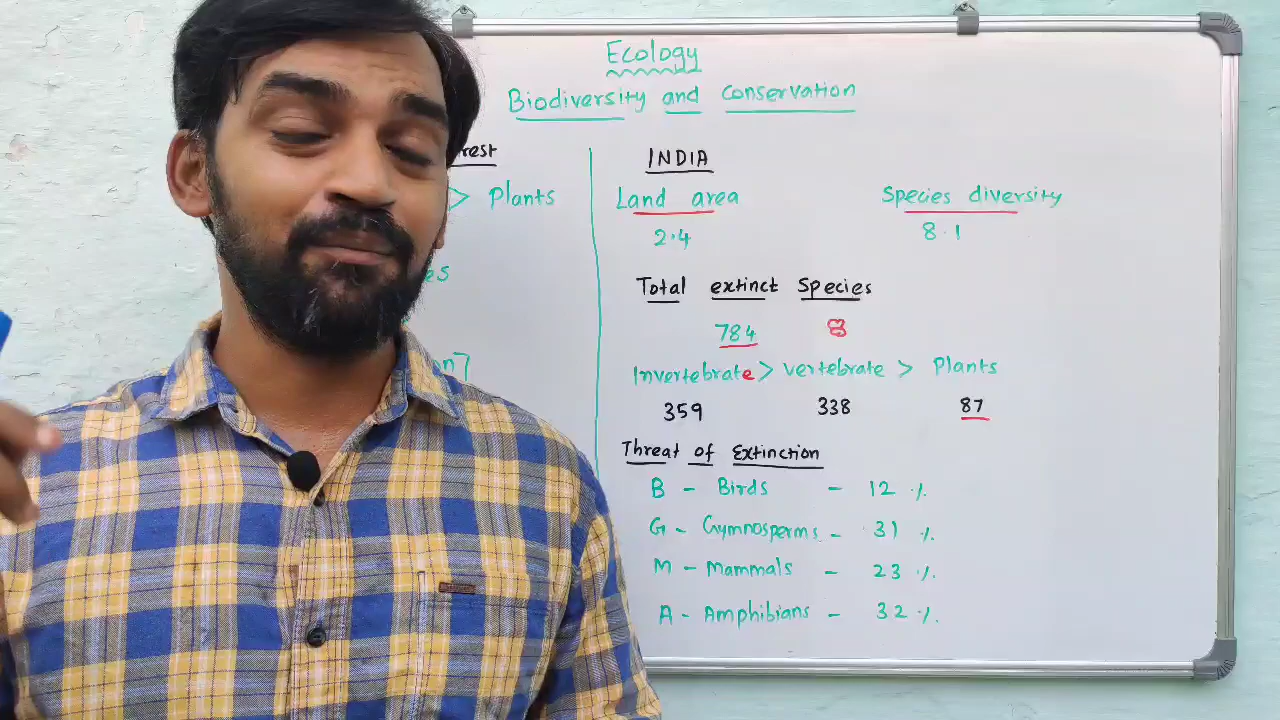 Ecology
Biodiversity and conservation
> Plants
INDIA
Land area Species diversity
2.4 8.1
Total extinct Species
784 8
Invertebrate > vertebrate > Plants
359 338 87
Threat of Extinction
B - Birds - 12 %
G - Gymnosperms - 31 %
M - Mammals - 23 %
A - Amphibians - 32 %